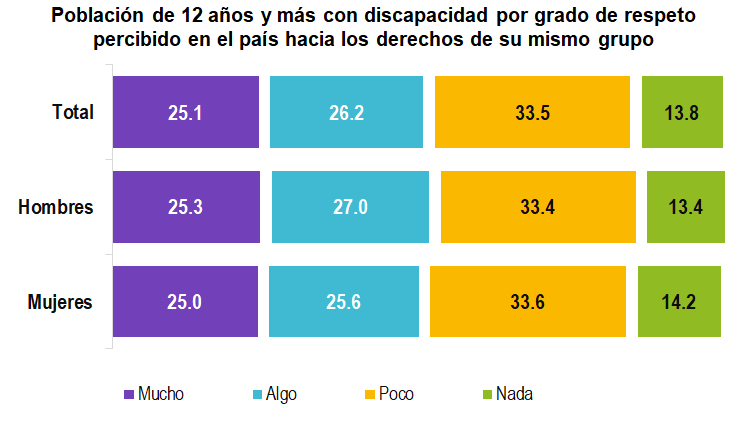 Población de 12 años y más con discapacidad por grado de respeto
percibido en el país hacia los derechos de su mismo grupo
Total 25.1 26.2 33.5 13.8
Hombres 25.3 27.0 33.4 13.4
Mujeres 25.0 25.6 33.6 14.2
Mucho Algo Poco Nada